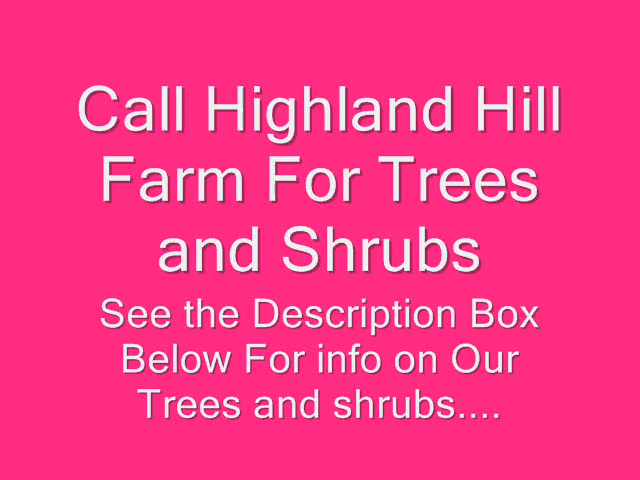 Call Highland Hill
Farm For Trees
and Shrubs
See the Description Box
Below For info on Our
Trees and shrubs....